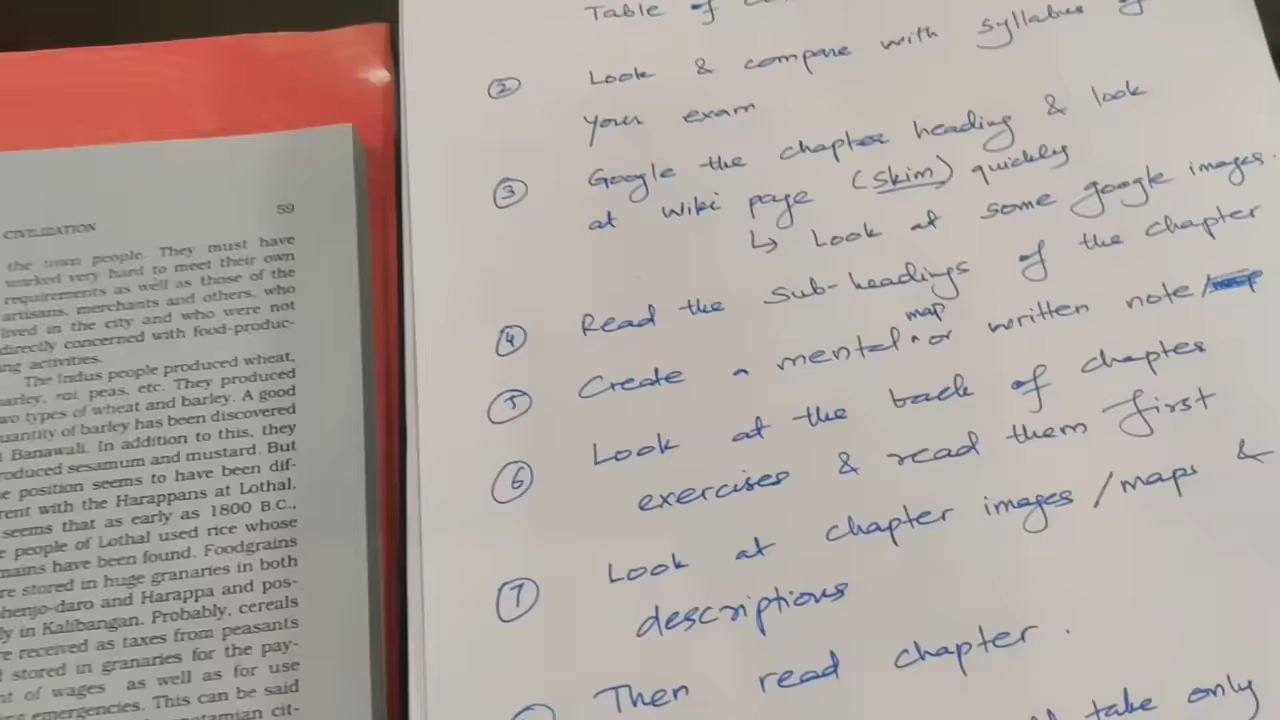 CIVILIZATION 59
the town people. They must have
worked very hard to meet their own
requirements as well as those of the
artisans, merchants and others, who
lived in the city and who were not
directly concerned with food-produc-
ng activities.
The Indus people produced wheat,
barley, rai, peas, etc. They produced
wo types of wheat and barley. A good
uantity of barley has been discovered
t Banawali. In addition to this, they
roduced sesamum and mustard. But
e position seems to have been dif-
rent with the Harappans at Lothal.
seems that as early as 1800 B.C.,
e people of Lothal used rice whose
mains have been found. Foodgrains
re stored in huge granaries in both
ohenjo-daro and Harappa and pos-
ly in Kalibangan. Probably, cereals
re received as taxes from peasants
d stored in granaries for the pay-
nt of wages as well as for use
emergencies. This can be said
otamian cit-
Table of
② Look & compare with syllabus of
your exam
③ Google the chapter heading & look
at wiki page (skim) quickly
↳ Look at some google images.
④ Read the sub-headings of the chapter
map
⑤ Create a mental ^ or written note/
⑥ Look at the back of chapter
exercises & read them first
⑦ Look at chapter images / maps &
descriptions
Then read chapter.
take only